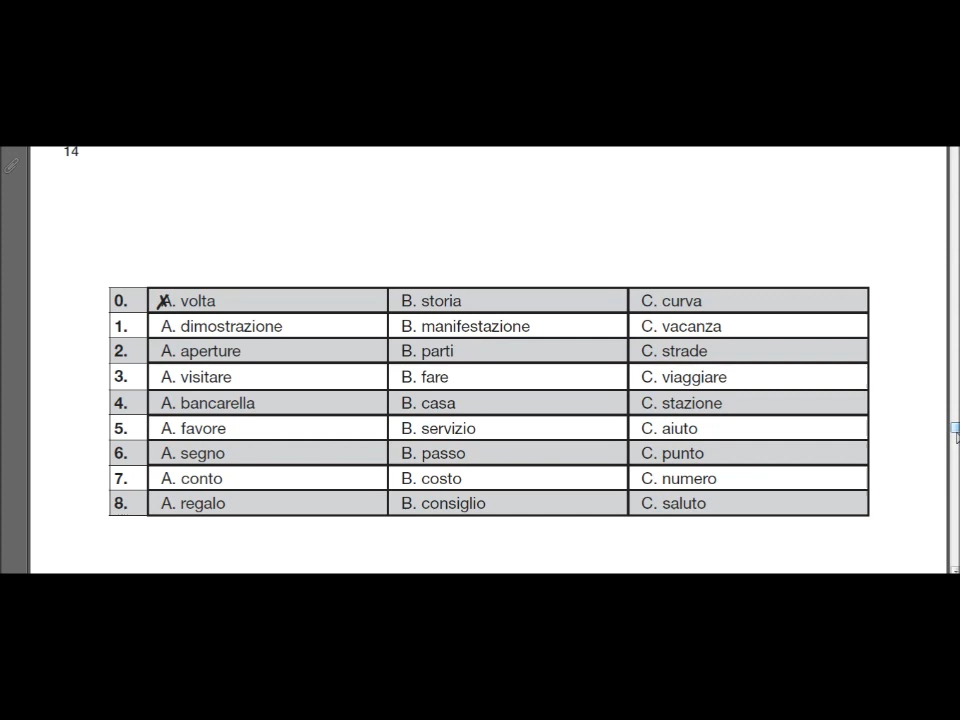 14
0. A. volta B. storia C. curva
1. A. dimostrazione B. manifestazione C. vacanza
2. A. aperture B. parti C. strade
3. A. visitare B. fare C. viaggiare
4. A. bancarella B. casa C. stazione
5. A. favore B. servizio C. aiuto
6. A. segno B. passo C. punto
7. A. conto B. costo C. numero
8. A. regalo B. consiglio C. saluto